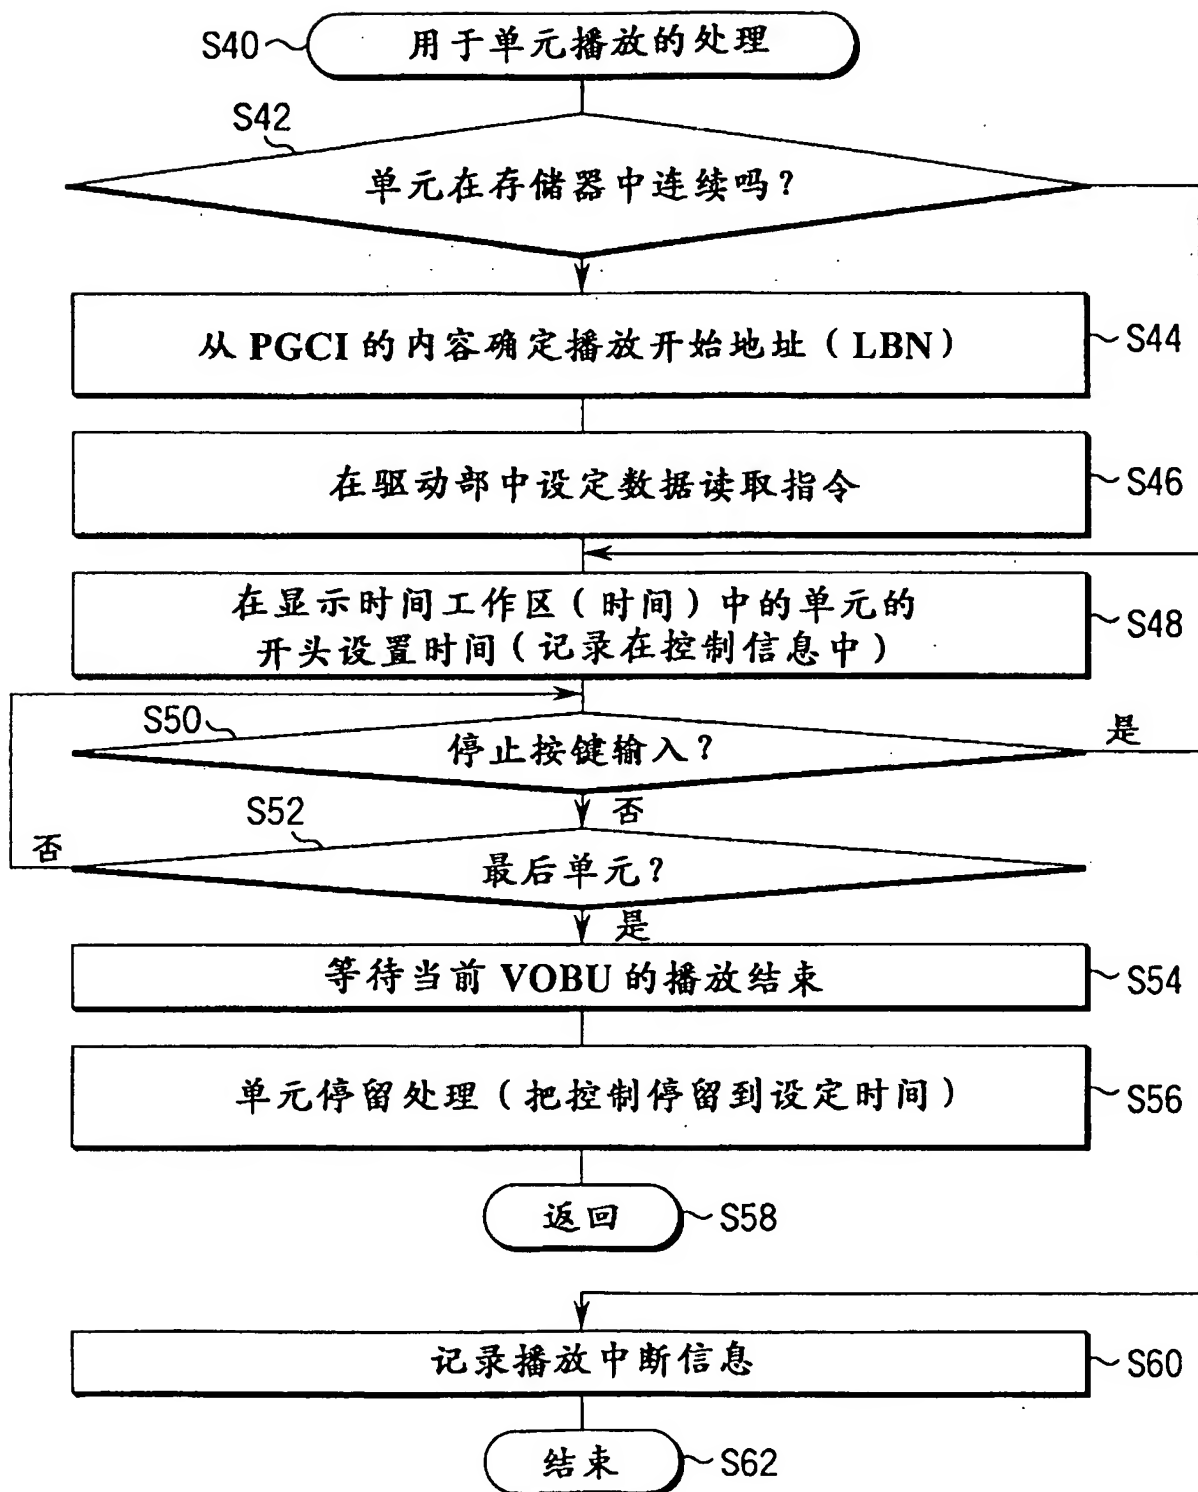 S40
用于单元播放的处理
S42
单元在存储器中连续吗？
从 PGCI 的内容确定播放开始地址（LBN）
S44
在驱动部中设定数据读取指令
S46
在显示时间工作区（时间）中的单元的
开头设置时间（记录在控制信息中）
S48
S50
停止按键输入？
是
否
S52
否
最后单元？
是
等待当前 VOBU 的播放结束
S54
单元停留处理（把控制停留到设定时间）
S56
返回
S58
记录播放中断信息
S60
结束
S62